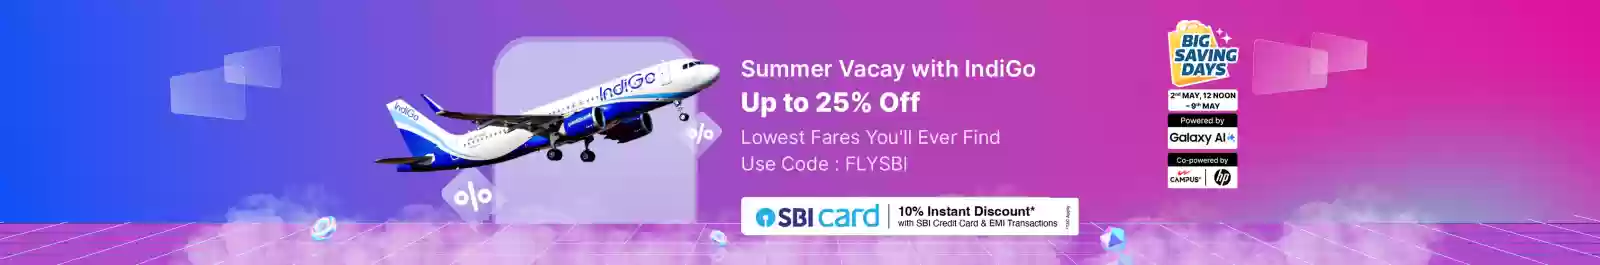 IndiGo
IndiGo
%
%
Summer Vacay with IndiGo
Up to 25% Off
Lowest Fares You'll Ever Find
Use Code : FLYSBI
SBI card
10% Instant Discount*
with SBI Credit Card & EMI Transactions
*T&C Apply
BIG
SAVING
DAYS
2nd MAY, 12 NOON
- 9th MAY
Powered by
Galaxy AI
Co-powered by
CAMPUS
hp